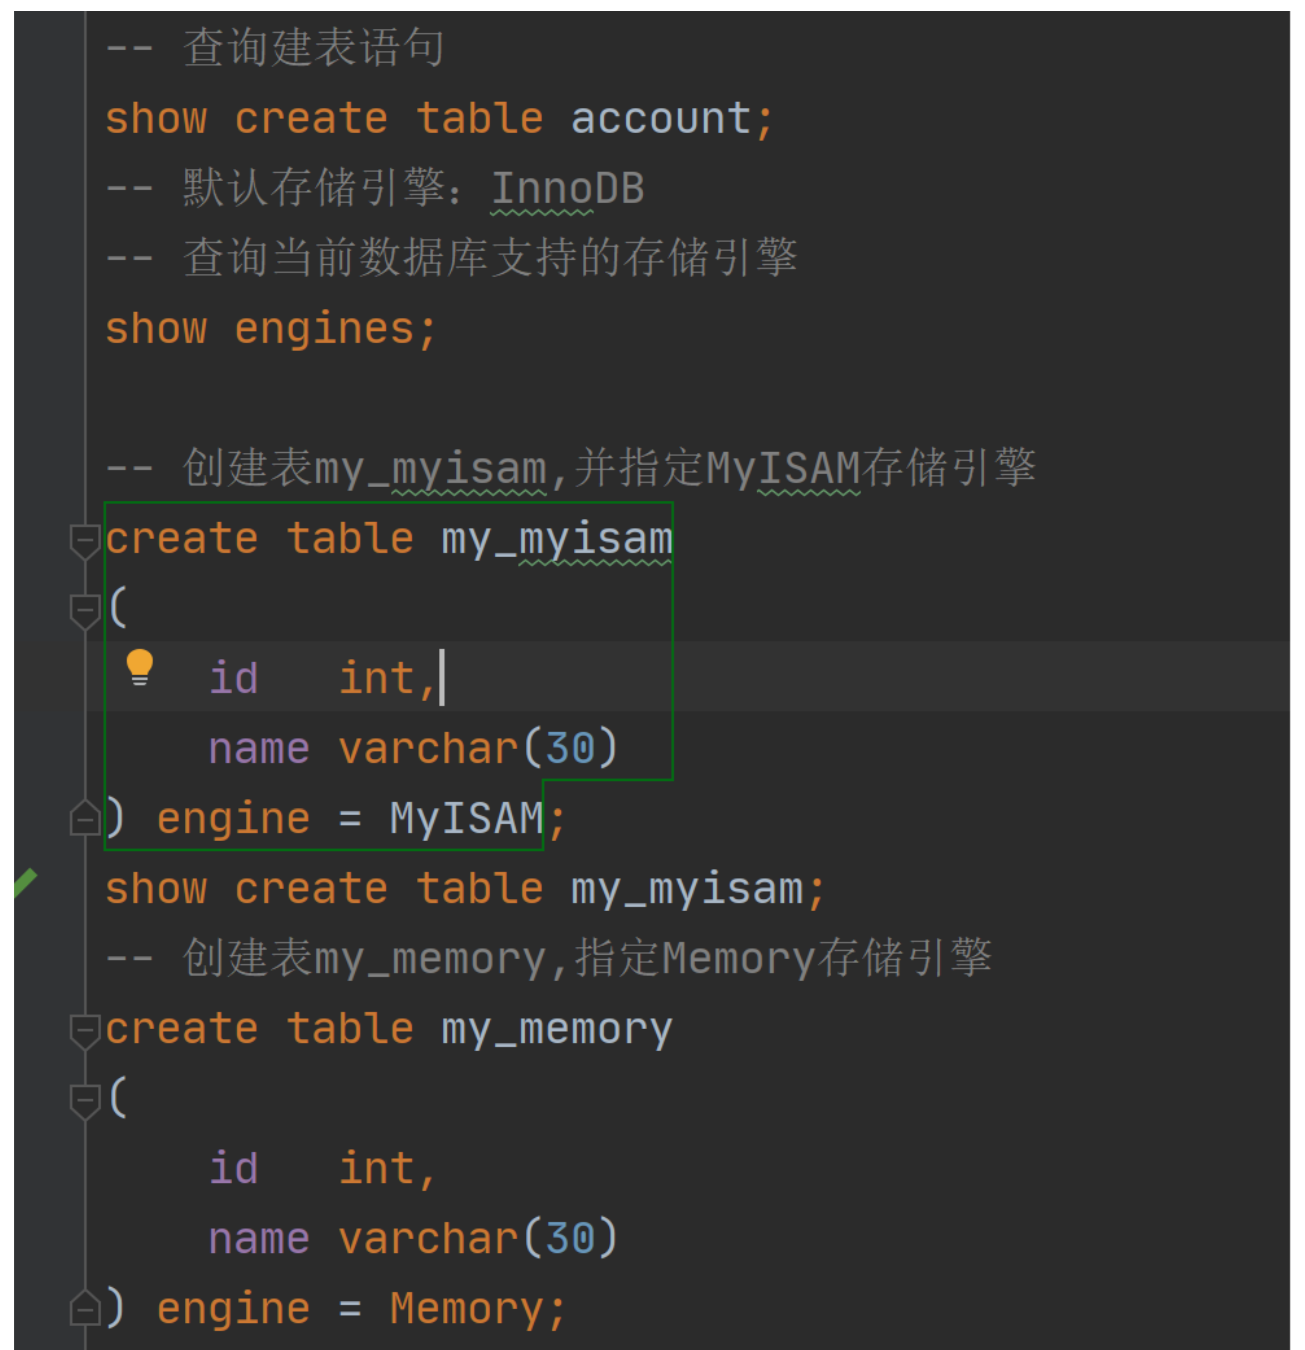 -- 查询建表语句
show create table account;
-- 默认存储引擎：InnoDB
-- 查询当前数据库支持的存储引擎
show engines;
-- 创建表my_myisam,并指定MyISAM存储引擎
create table my_myisam
(
id   int,
name varchar(30)
) engine = MyISAM;
show create table my_myisam;
-- 创建表my_memory,指定Memory存储引擎
create table my_memory
(
id   int,
name varchar(30)
) engine = Memory;